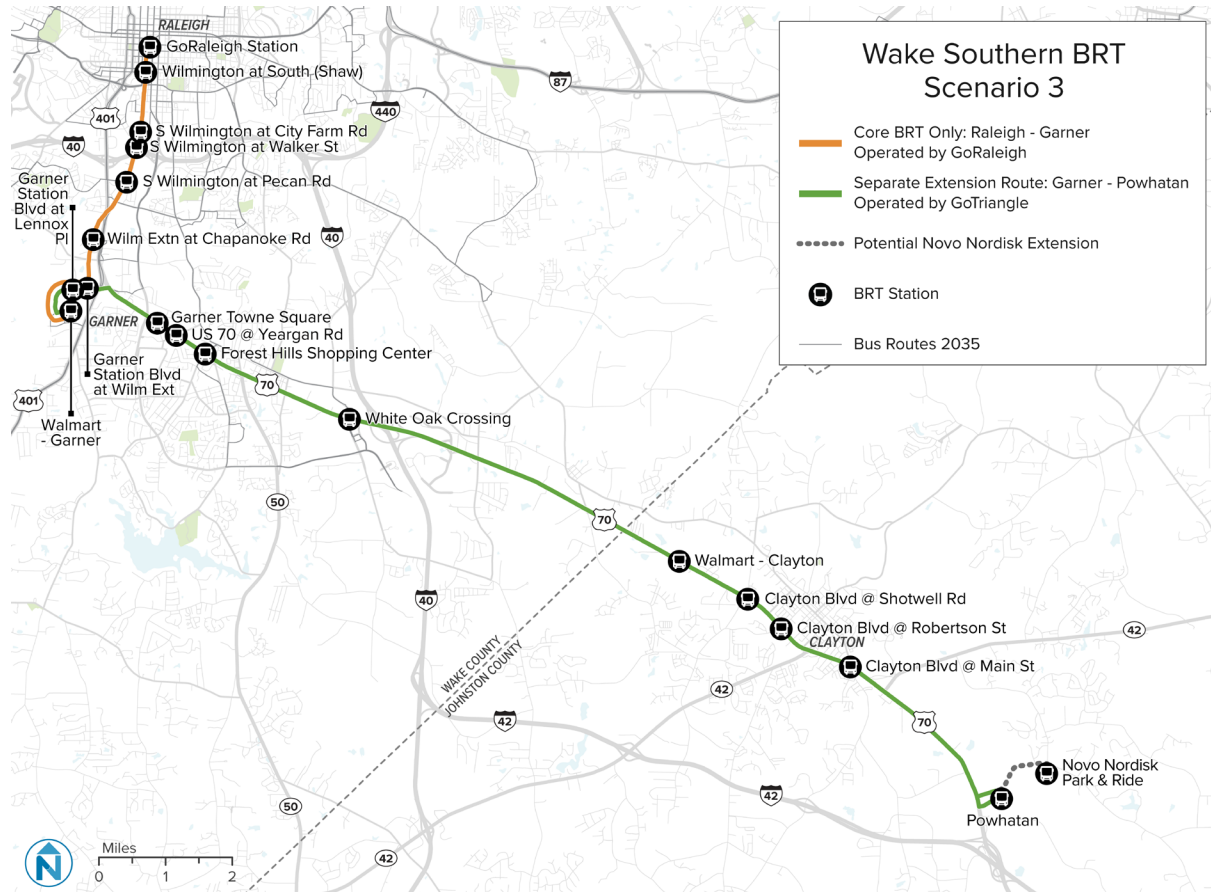 RALEIGH
GoRaleigh Station
Wilmington at South (Shaw)
401
S Wilmington at City Farm Rd
40
S Wilmington at Walker St
440
87
Garner
Station
Blvd at
Lennox
Pl
S Wilmington at Pecan Rd
Wilm Extn at Chapanoke Rd
40
GARNER
Garner Towne Square
US 70 @ Yeargan Rd
Forest Hills Shopping Center
Garner
Station Blvd
at Wilm Ext
70
401
Walmart
- Garner
White Oak Crossing
50
70
Walmart - Clayton
Clayton Blvd @ Shotwell Rd
40
Clayton Blvd @ Robertson St
CLAYTON
42
WAKE COUNTY
JOHNSTON COUNTY
Clayton Blvd @ Main St
42
42
70
Novo Nordisk
Park & Ride
42
50
Powhatan
42
N
Miles
0 1 2
Wake Southern BRT
Scenario 3
Core BRT Only: Raleigh - Garner
Operated by GoRaleigh
Separate Extension Route: Garner - Powhatan
Operated by GoTriangle
Potential Novo Nordisk Extension
BRT Station
Bus Routes 2035